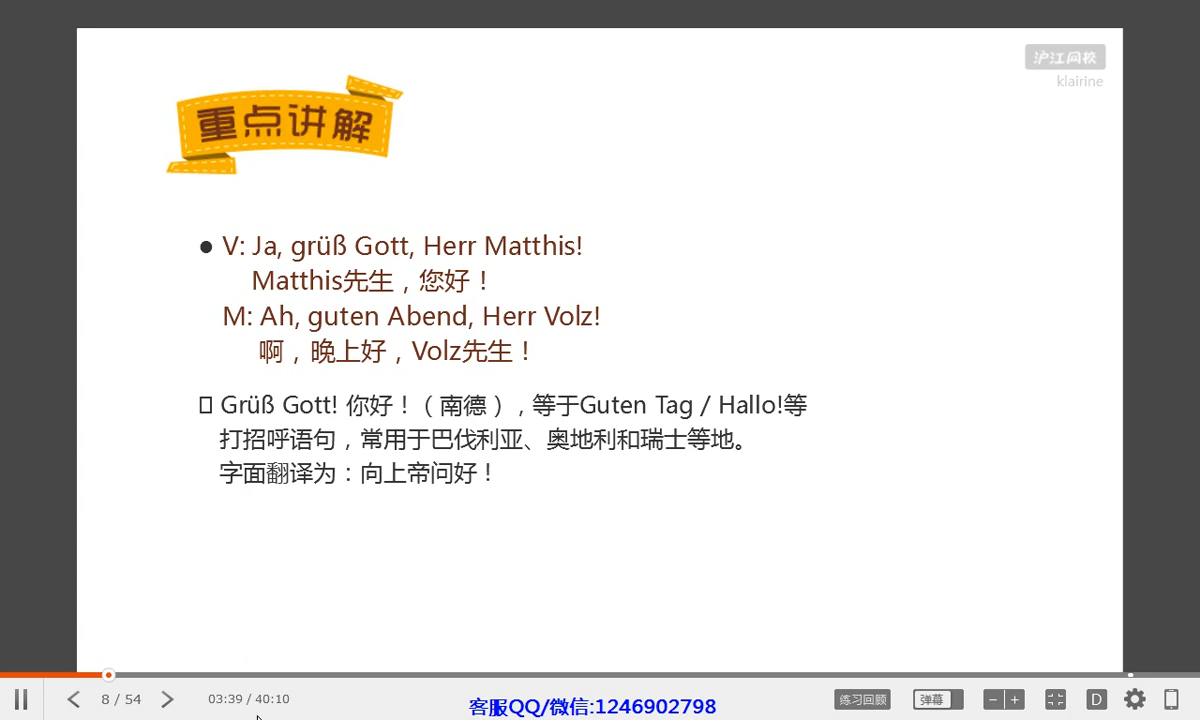 沪江网校
klairine
重点讲解
● V: Ja, grüß Gott, Herr Matthis!
Matthis先生，您好！
M: Ah, guten Abend, Herr Volz!
啊，晚上好，Volz先生！
Grüß Gott! 你好！（南德），等于Guten Tag / Hallo!等
打招呼语句，常用于巴伐利亚、奥地利和瑞士等地。
字面翻译为：向上帝问好！
8 / 54
03:39 / 40:10
客服QQ/微信:1246902798
练习回顾
弹幕
D